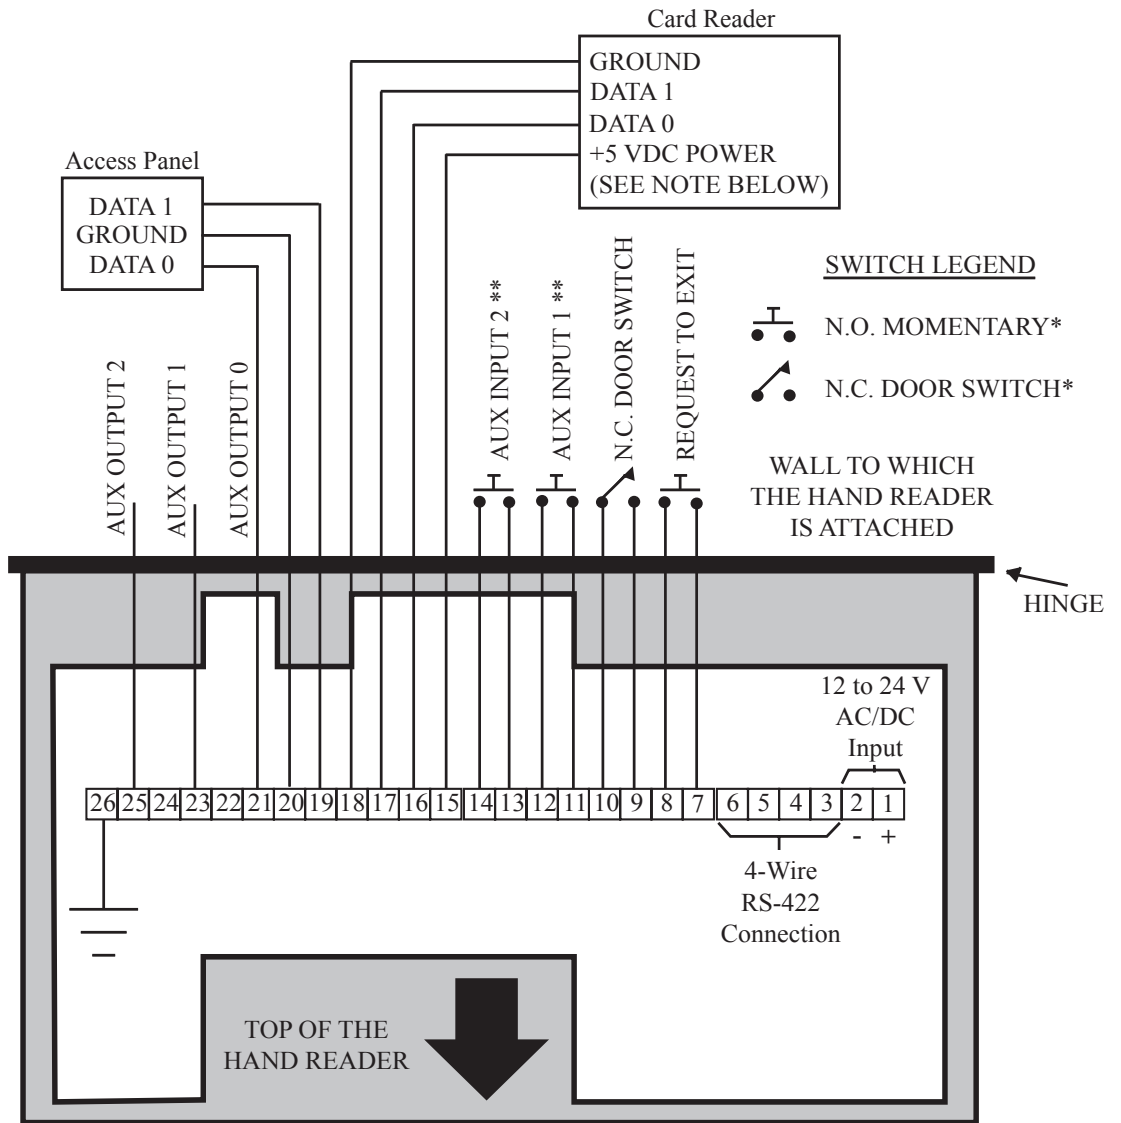 Card Reader
GROUND
DATA 1
DATA 0
+5 VDC POWER
(SEE NOTE BELOW)
Access Panel
DATA 1
GROUND
DATA 0
AUX OUTPUT 2
AUX OUTPUT 1
AUX OUTPUT 0
AUX INPUT 2 **
AUX INPUT 1 **
N.C. DOOR SWITCH
REQUEST TO EXIT
SWITCH LEGEND
N.O. MOMENTARY*
N.C. DOOR SWITCH*
WALL TO WHICH
THE HAND READER
IS ATTACHED
HINGE
12 to 24 V
AC/DC
Input
26 25 24 23 22 21 20 19 18 17 16 15 14 13 12 11 10 9 8 7 6 5 4 3 2 1
- +
4-Wire
RS-422
Connection
TOP OF THE
HAND READER